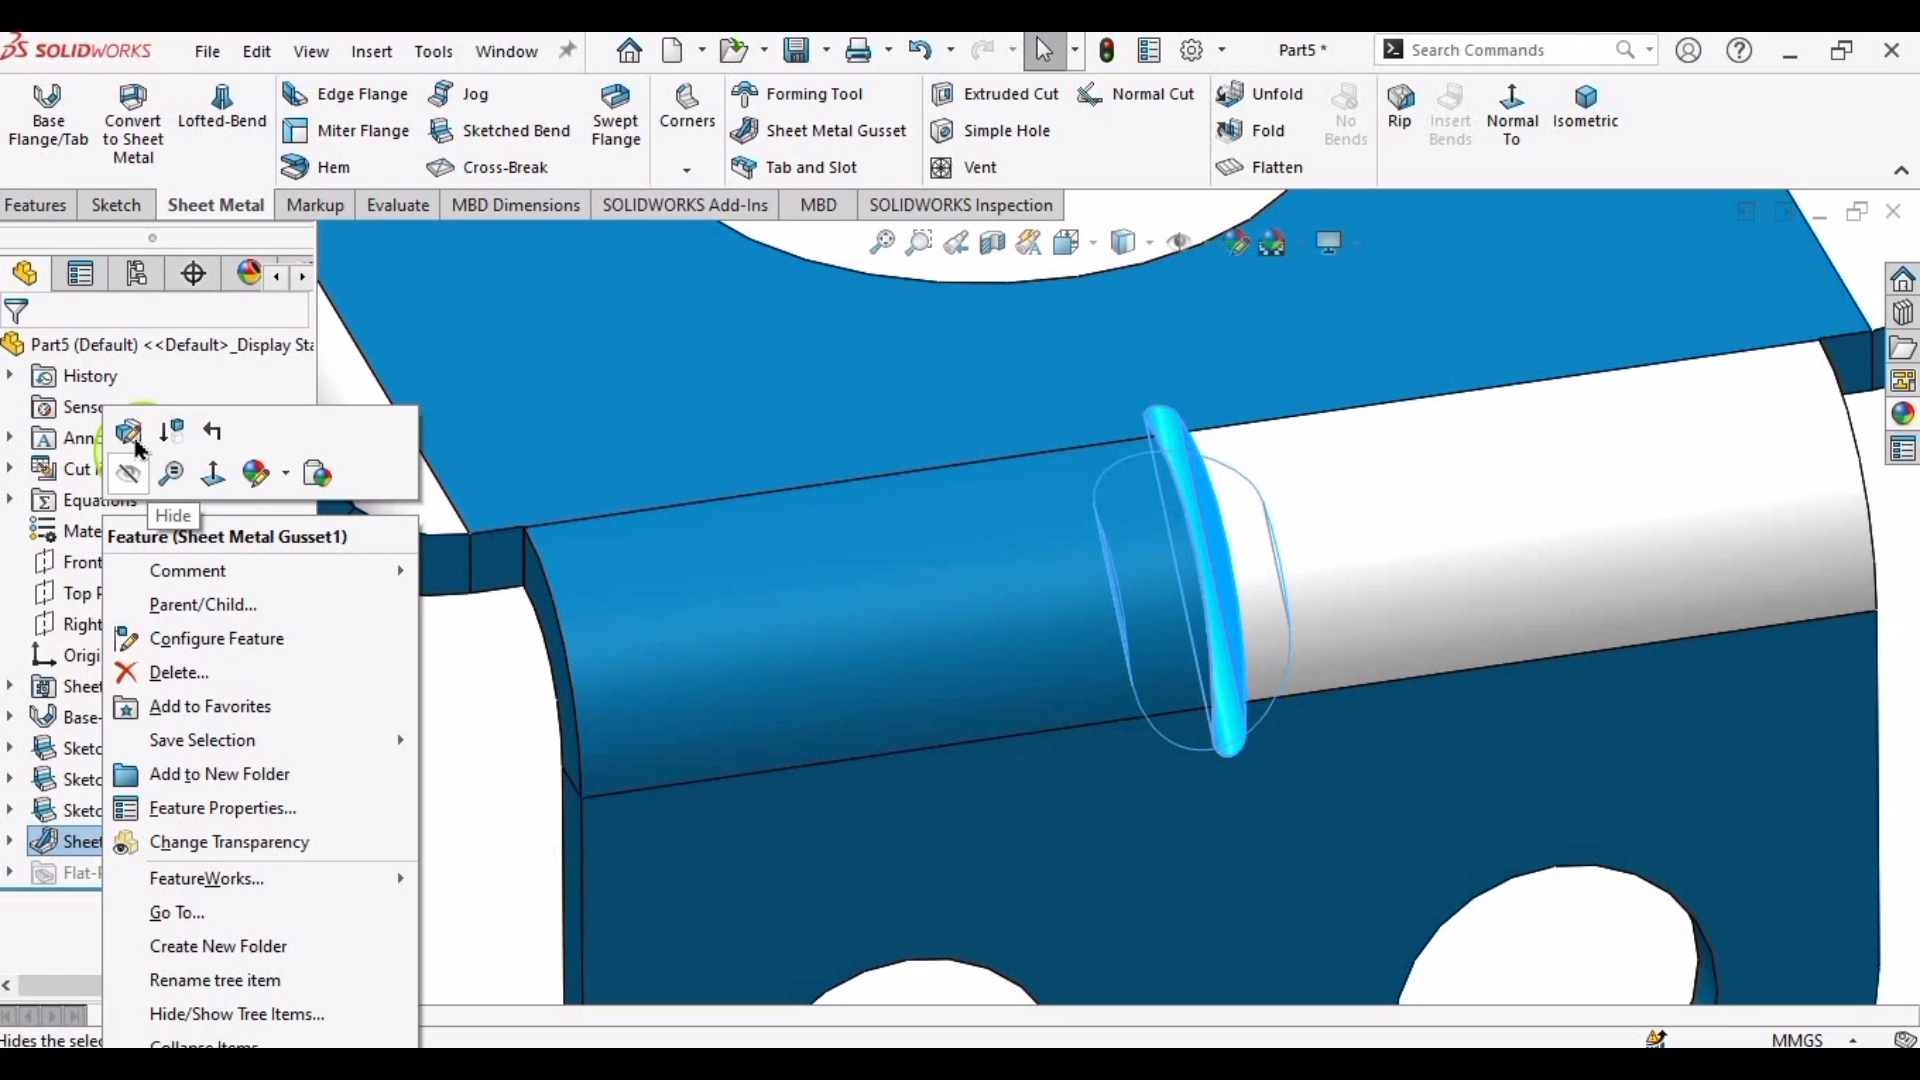 SOLIDWORKS File Edit View Insert Tools Window Part5 * Search Commands
Base Flange/Tab
Convert to Sheet Metal
Lofted-Bend
Edge Flange
Miter Flange
Hem
Jog
Sketched Bend
Cross-Break
Swept Flange
Corners
Forming Tool
Sheet Metal Gusset
Tab and Slot
Extruded Cut
Simple Hole
Vent
Normal Cut
Unfold
Fold
Flatten
No Bends
Rip
Insert Bends
Normal To
Isometric
Features Sketch Sheet Metal Markup Evaluate MBD Dimensions SOLIDWORKS Add-Ins MBD SOLIDWORKS Inspection
Part5 (Default) <<Default>_Display Sta
History
Senso
Anno
Cut l
Equations
Mate
Front
Top P
Right
Origi
Sheet
Base-
Sketc
Sketc
Sketc
Sheet
Flat-P
Hide
Feature (Sheet Metal Gusset1)
Comment
Parent/Child...
Configure Feature
Delete...
Add to Favorites
Save Selection
Add to New Folder
Feature Properties...
Change Transparency
FeatureWorks...
Go To...
Create New Folder
Rename tree item
Hide/Show Tree Items...
Collapse Items
Hides the selec
MMGS